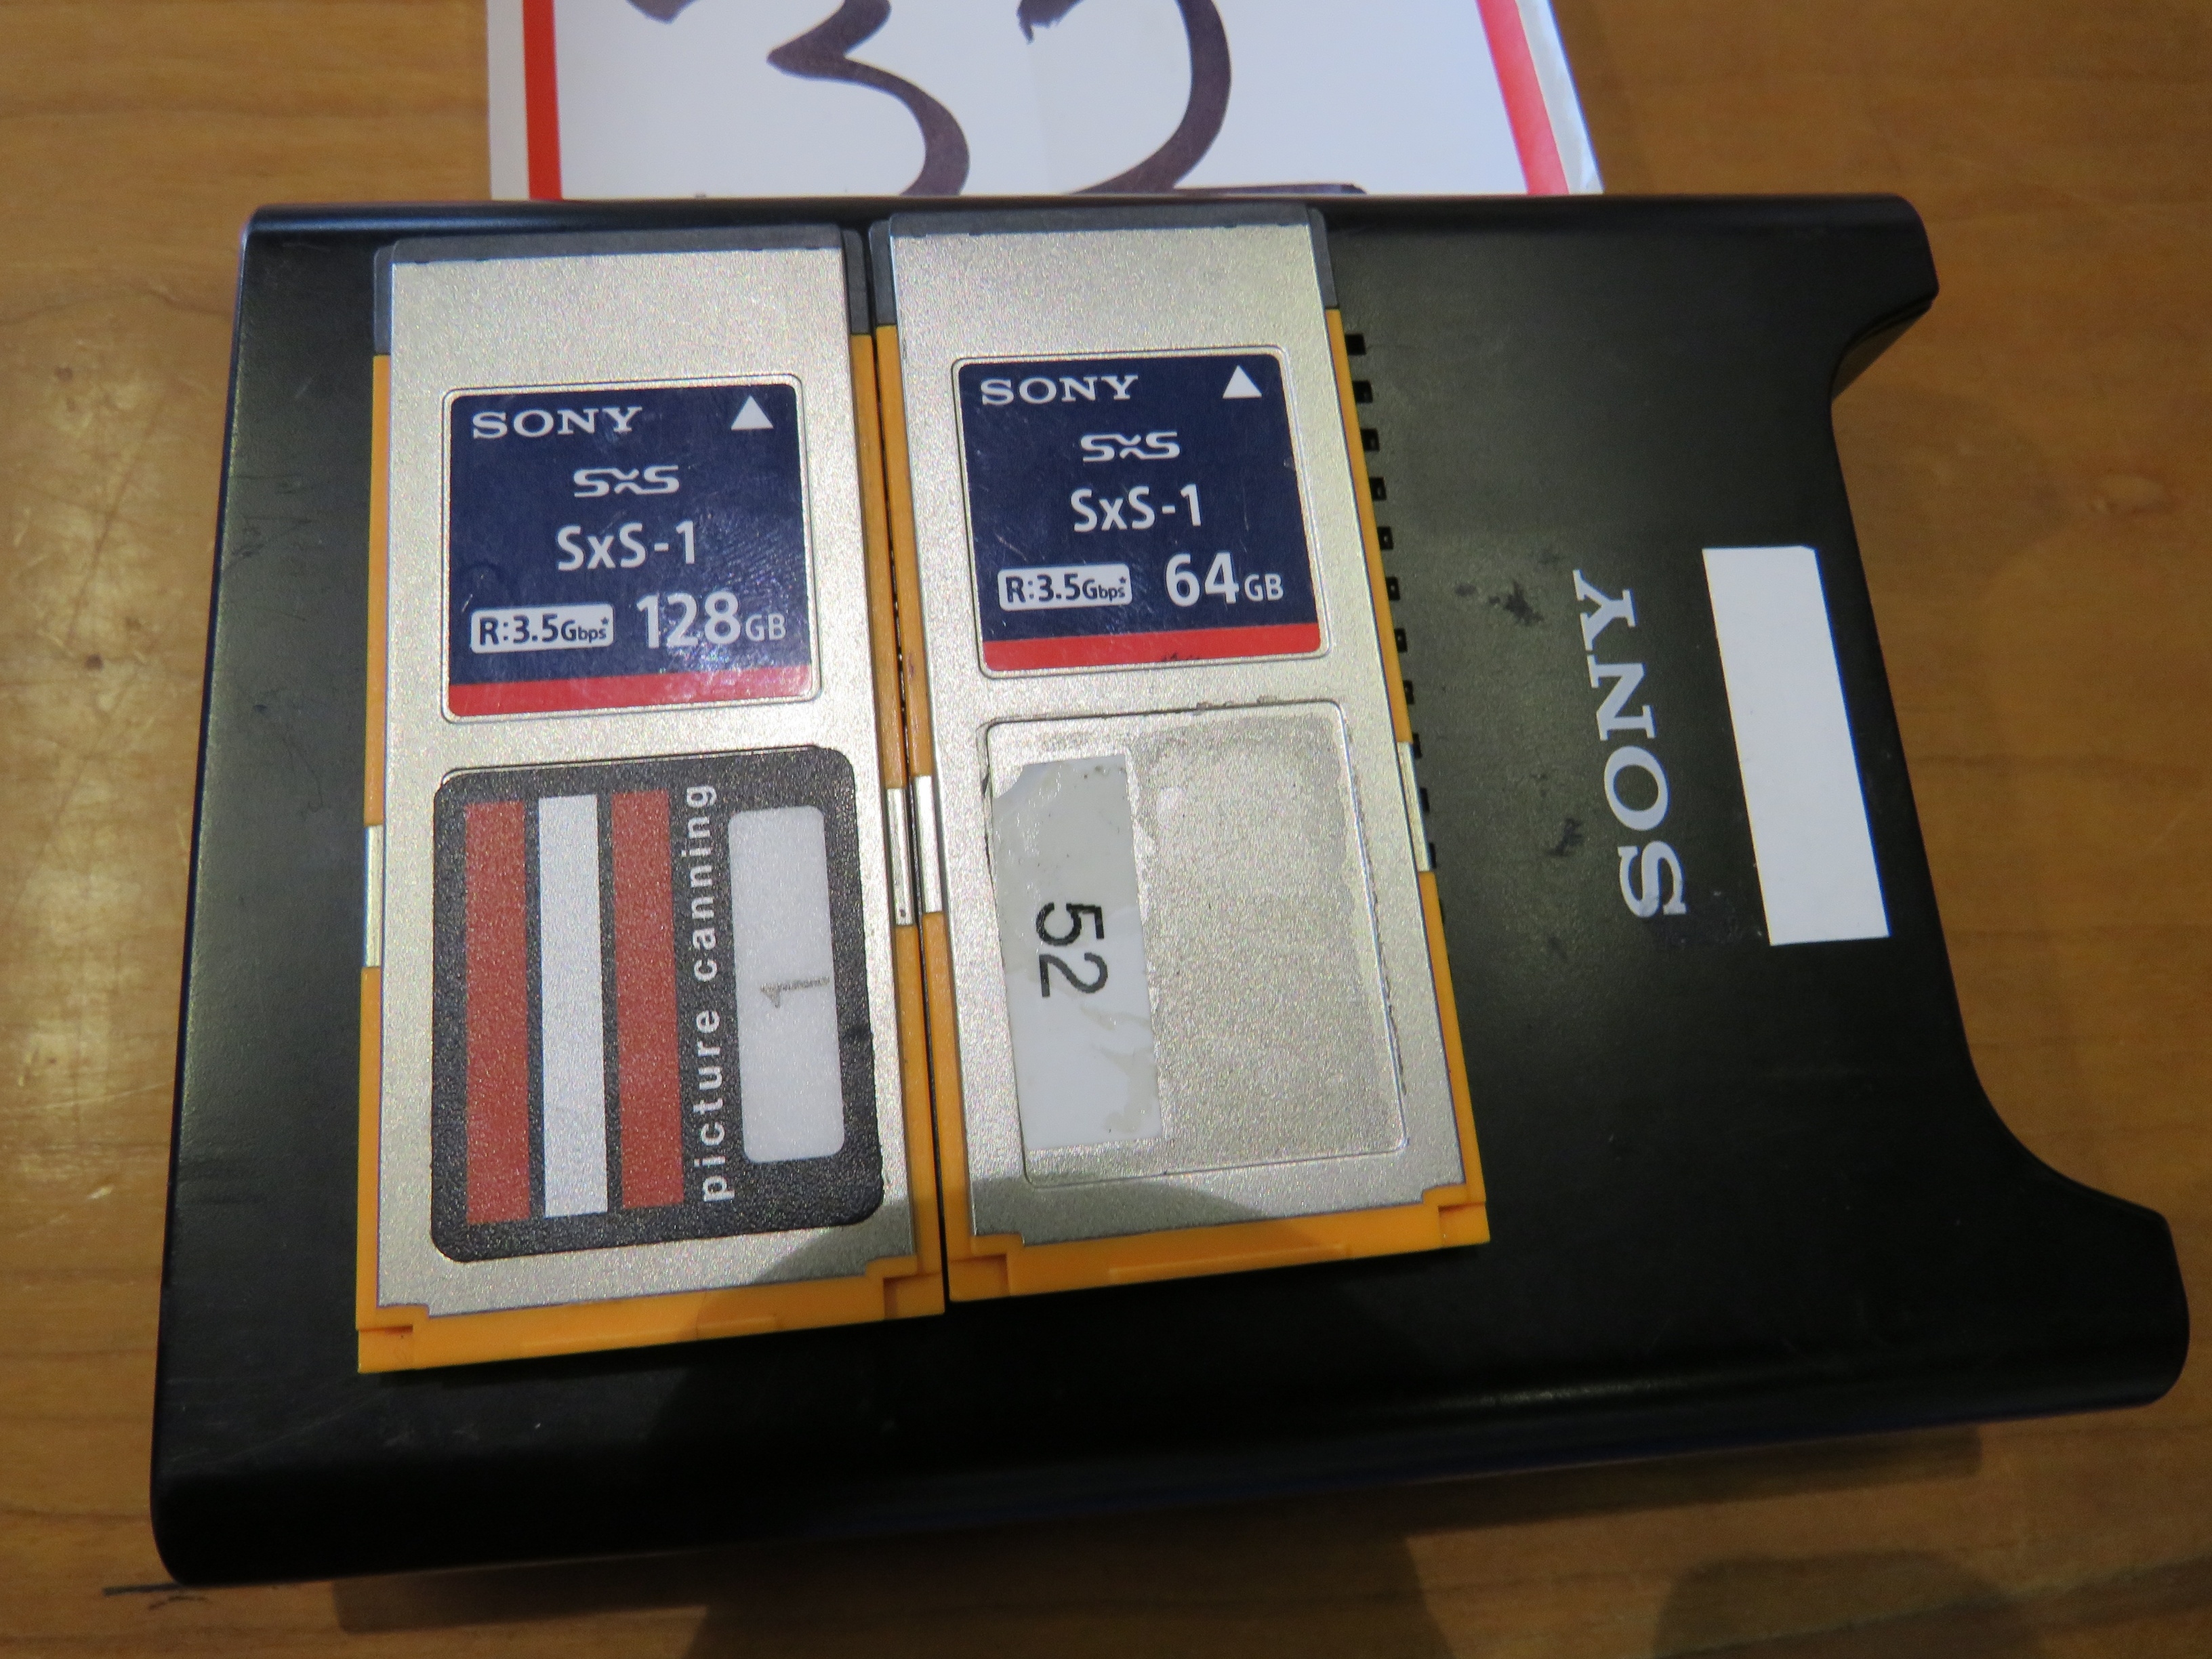 32
SONY
SxS
SxS-1
R:3.5Gbps* 128GB
picture canning
1
SONY
SxS
SxS-1
R:3.5Gbps* 64GB
52
SONY